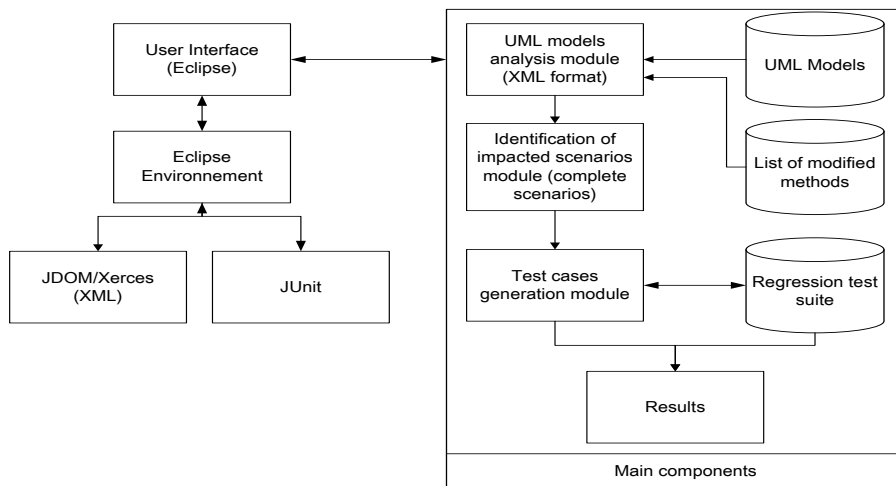 User Interface
(Eclipse)
Eclipse
Environnement
JDOM/Xerces
(XML)
JUnit
UML models
analysis module
(XML format)
UML Models
Identification of
impacted scenarios
module (complete
scenarios)
List of modified
methods
Test cases
generation module
Regression test
suite
Results
Main components